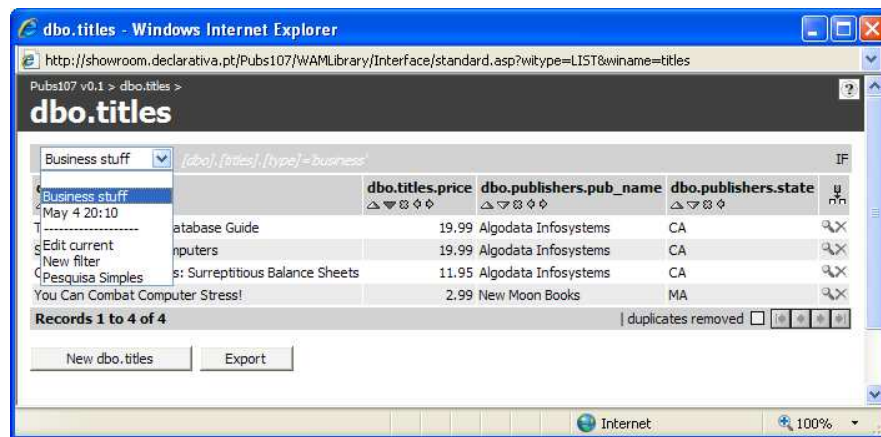 dbo.titles - Windows Internet Explorer
http://showroom.declarativa.pt/Pubs107/WAMLibrary/Interface/standard.asp?witype=LIST&winame=titles
Pubs107 v0.1 > dbo.titles >
?
dbo.titles
Business stuff [dbo].[titles].[type]=business' IF
Business stuff
May 4 20:10
-------------------
Edit current
New filter
Pesquisa Simples
dbo.titles.price dbo.publishers.pub_name dbo.publishers.state
atabase Guide 19.99 Algodata Infosystems CA
mputers 19.99 Algodata Infosystems CA
s: Surreptitious Balance Sheets 11.95 Algodata Infosystems CA
You Can Combat Computer Stress! 2.99 New Moon Books MA
Records 1 to 4 of 4 | duplicates removed
New dbo.titles Export
Internet 100%